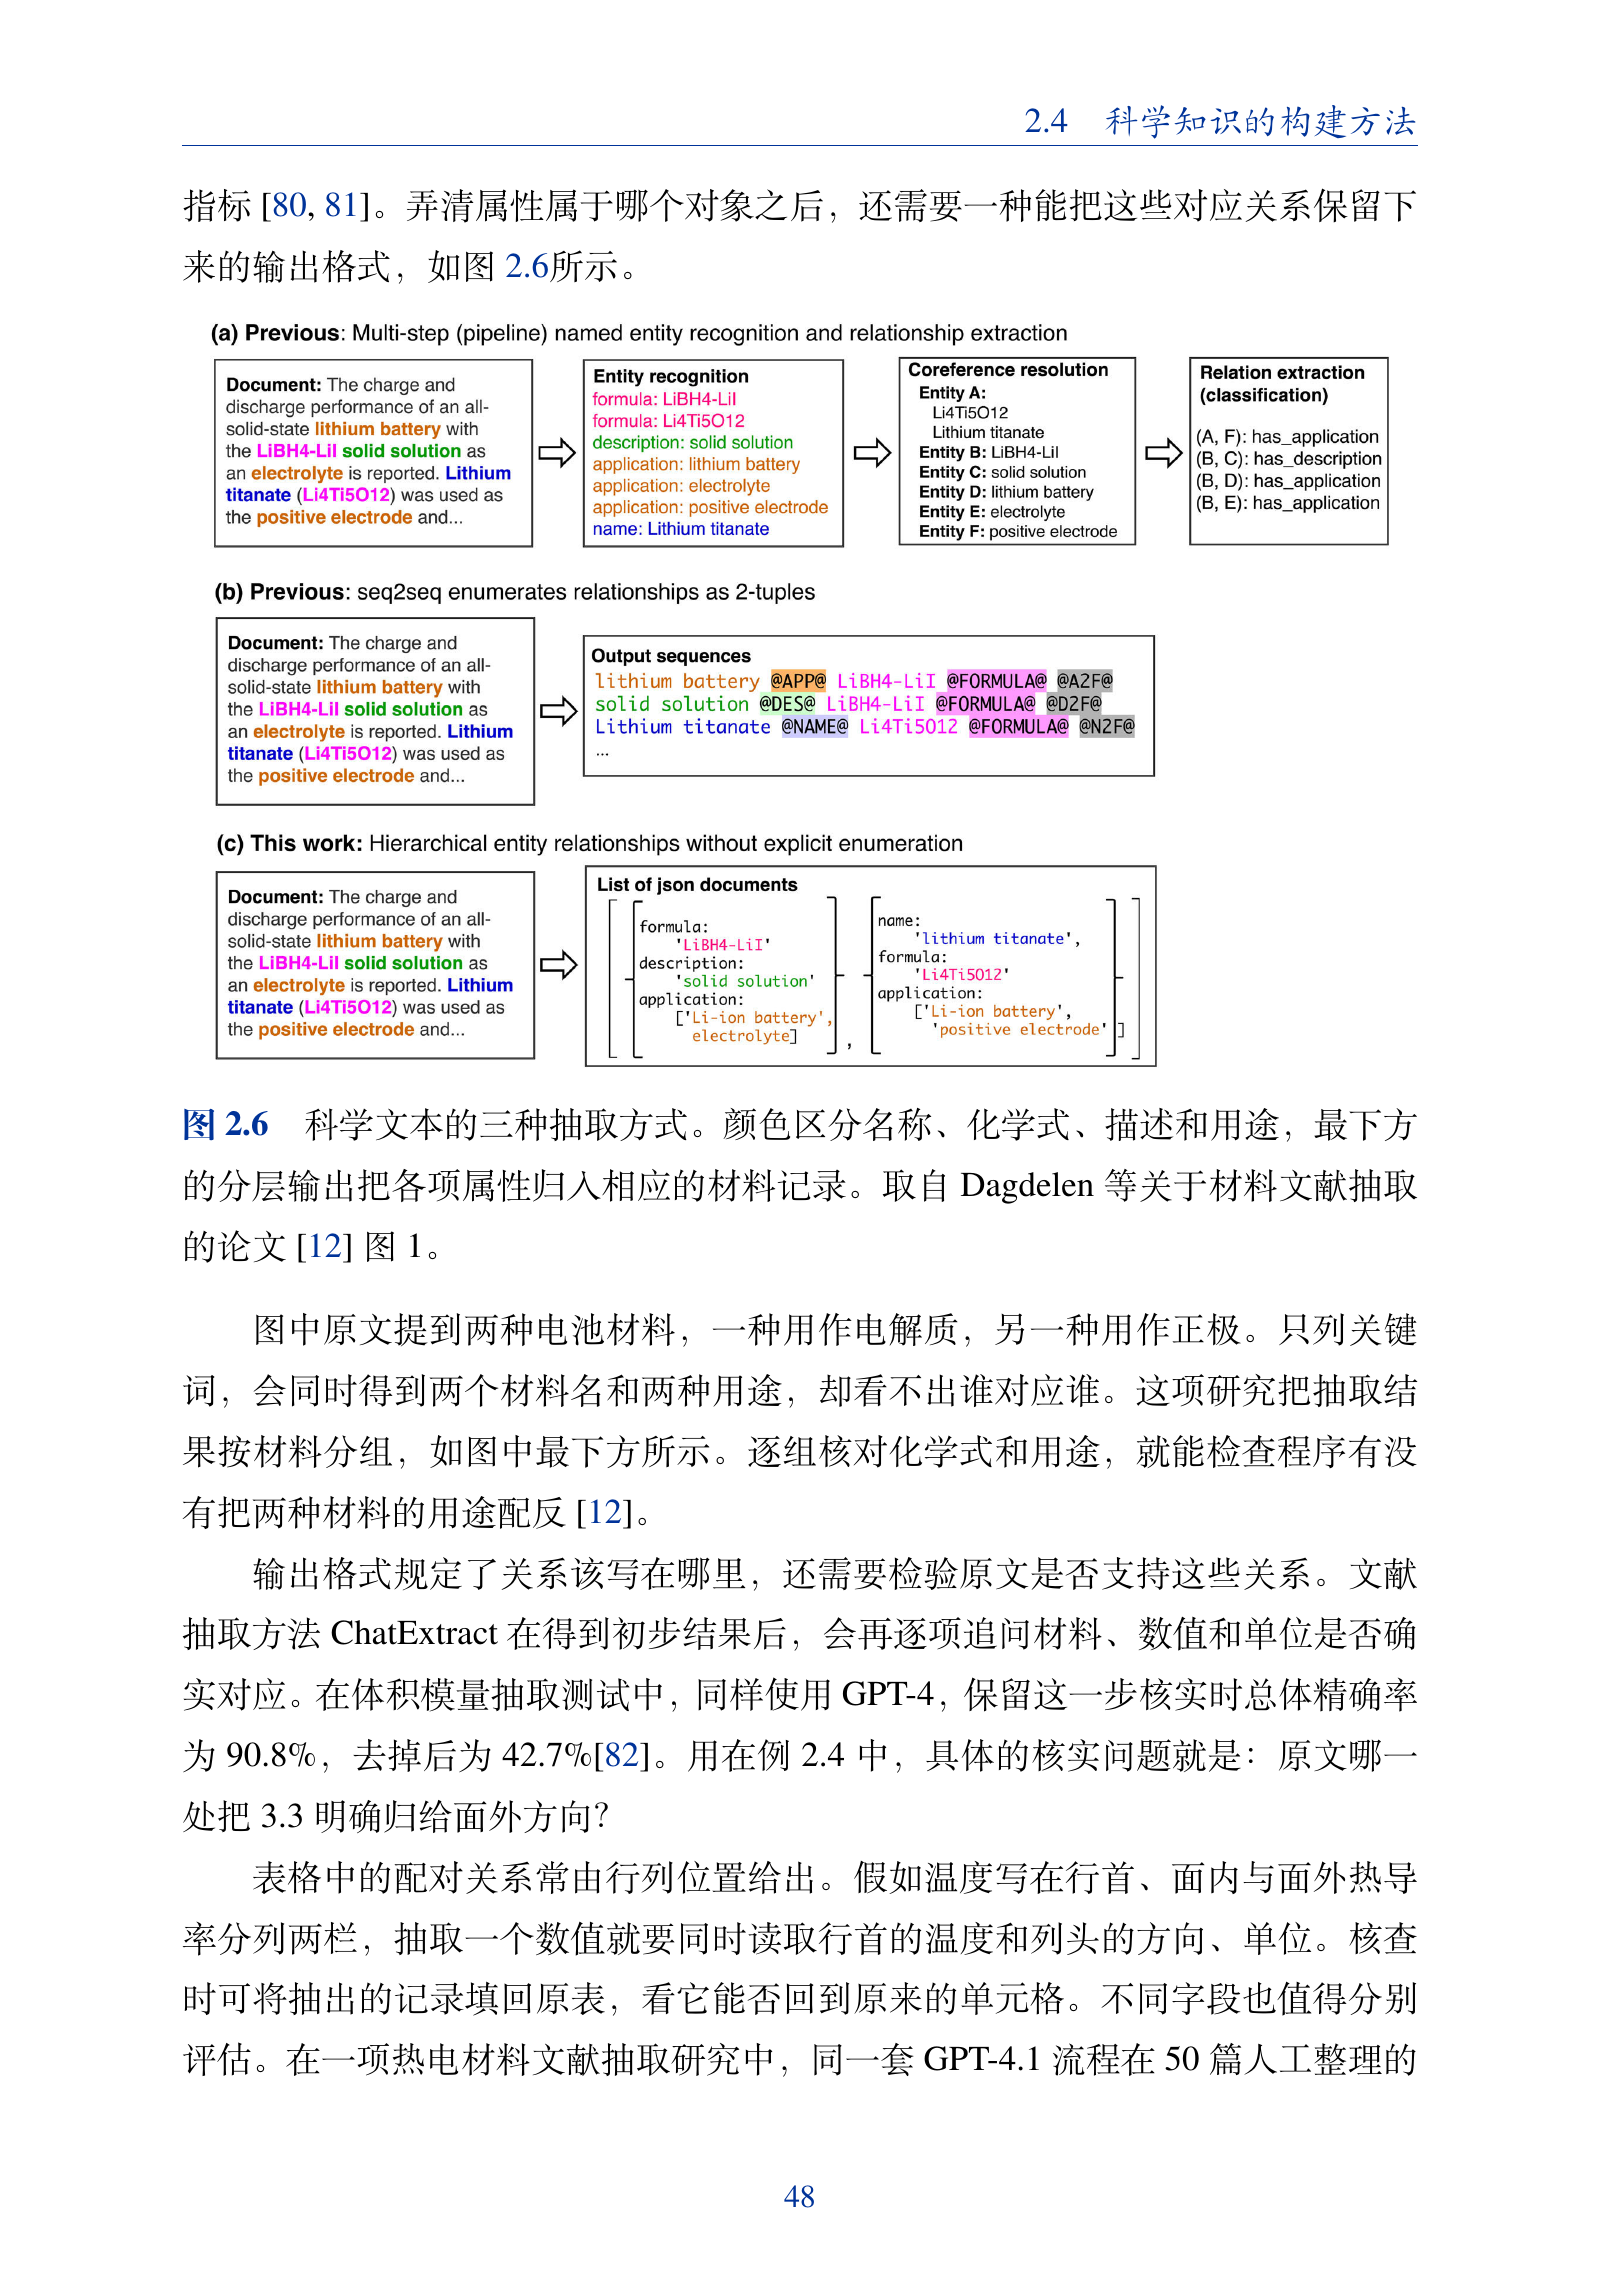 2.4 科学知识的构建方法
指标 [80, 81]。弄清属性属于哪个对象之后，还需要一种能把这些对应关系保留下
来的输出格式，如图 2.6所示。
(a) Previous: Multi-step (pipeline) named entity recognition and relationship extraction
Document: The charge and
discharge performance of an all-
solid-state lithium battery with
the LiBH4-LiI solid solution as
an electrolyte is reported. Lithium
titanate (Li4Ti5O12) was used as
the positive electrode and...
Entity recognition
formula: LiBH4-LiI
formula: Li4Ti5O12
description: solid solution
application: lithium battery
application: electrolyte
application: positive electrode
name: Lithium titanate
Coreference resolution
Entity A:
Li4Ti5O12
Lithium titanate
Entity B: LiBH4-LiI
Entity C: solid solution
Entity D: lithium battery
Entity E: electrolyte
Entity F: positive electrode
Relation extraction
(classification)
(A, F): has_application
(B, C): has_description
(B, D): has_application
(B, E): has_application
(b) Previous: seq2seq enumerates relationships as 2-tuples
Document: The charge and
discharge performance of an all-
solid-state lithium battery with
the LiBH4-LiI solid solution as
an electrolyte is reported. Lithium
titanate (Li4Ti5O12) was used as
the positive electrode and...
Output sequences
lithium battery @APP@ LiBH4-LiI @FORMULA@ @A2F@
solid solution @DES@ LiBH4-LiI @FORMULA@ @D2F@
Lithium titanate @NAME@ Li4Ti5O12 @FORMULA@ @N2F@
...
(c) This work: Hierarchical entity relationships without explicit enumeration
Document: The charge and
discharge performance of an all-
solid-state lithium battery with
the LiBH4-LiI solid solution as
an electrolyte is reported. Lithium
titanate (Li4Ti5O12) was used as
the positive electrode and...
List of json documents
formula:
'LiBH4-LiI'
description:
'solid solution'
application:
['Li-ion battery',
electrolyte]
,
name:
'lithium titanate',
formula:
'Li4Ti5O12'
application:
['Li-ion battery',
'positive electrode']
图 2.6 科学文本的三种抽取方式。颜色区分名称、化学式、描述和用途，最下方
的分层输出把各项属性归入相应的材料记录。取自 Dagdelen 等关于材料文献抽取
的论文 [12] 图 1。
图中原文提到两种电池材料，一种用作电解质，另一种用作正极。只列关键
词，会同时得到两个材料名和两种用途，却看不出谁对应谁。这项研究把抽取结
果按材料分组，如图中最下方所示。逐组核对化学式和用途，就能检查程序有没
有把两种材料的用途配反 [12]。
输出格式规定了关系该写在哪里，还需要检验原文是否支持这些关系。文献
抽取方法 ChatExtract 在得到初步结果后，会再逐项追问材料、数值和单位是否确
实对应。在体积模量抽取测试中，同样使用 GPT-4，保留这一步核实时总体精确率
为 90.8%，去掉后为 42.7%[82]。用在例 2.4 中，具体的核实问题就是：原文哪一
处把 3.3 明确归给面外方向？
表格中的配对关系常由行列位置给出。假如温度写在行首、面内与面外热导
率分列两栏，抽取一个数值就要同时读取行首的温度和列头的方向、单位。核查
时可将抽出的记录填回原表，看它能否回到原来的单元格。不同字段也值得分别
评估。在一项热电材料文献抽取研究中，同一套 GPT-4.1 流程在 50 篇人工整理的
48